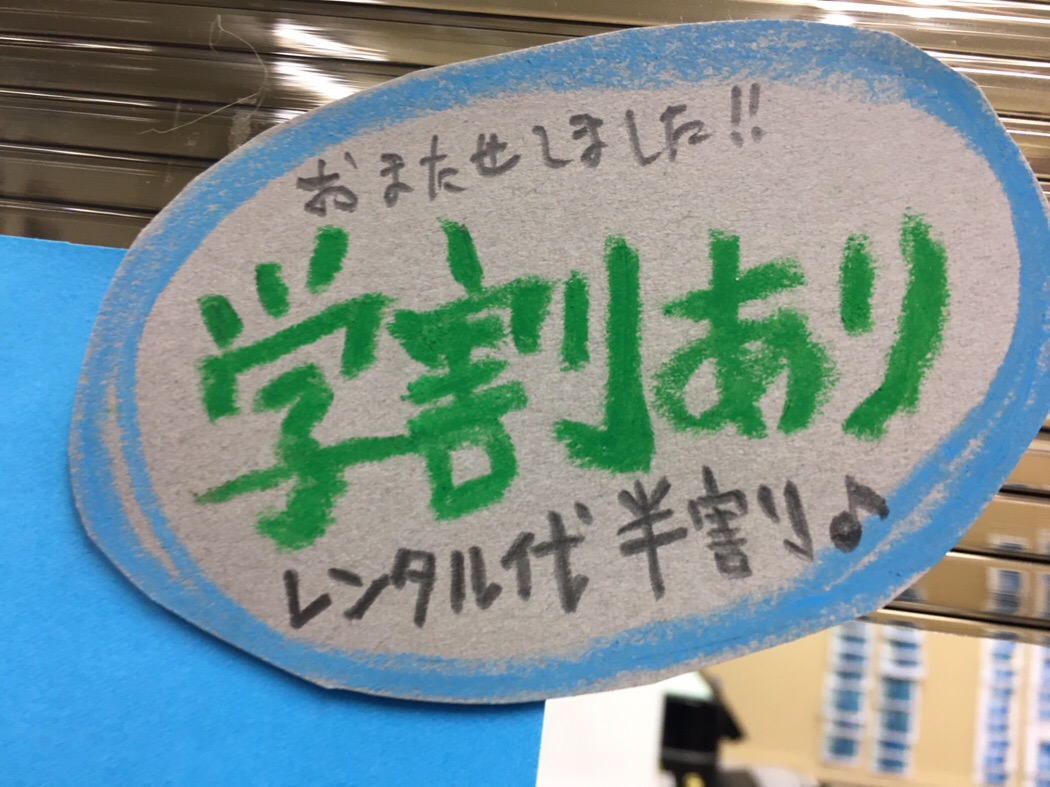 おまたせしました!!
学割あり
レンタル代 半割り♪